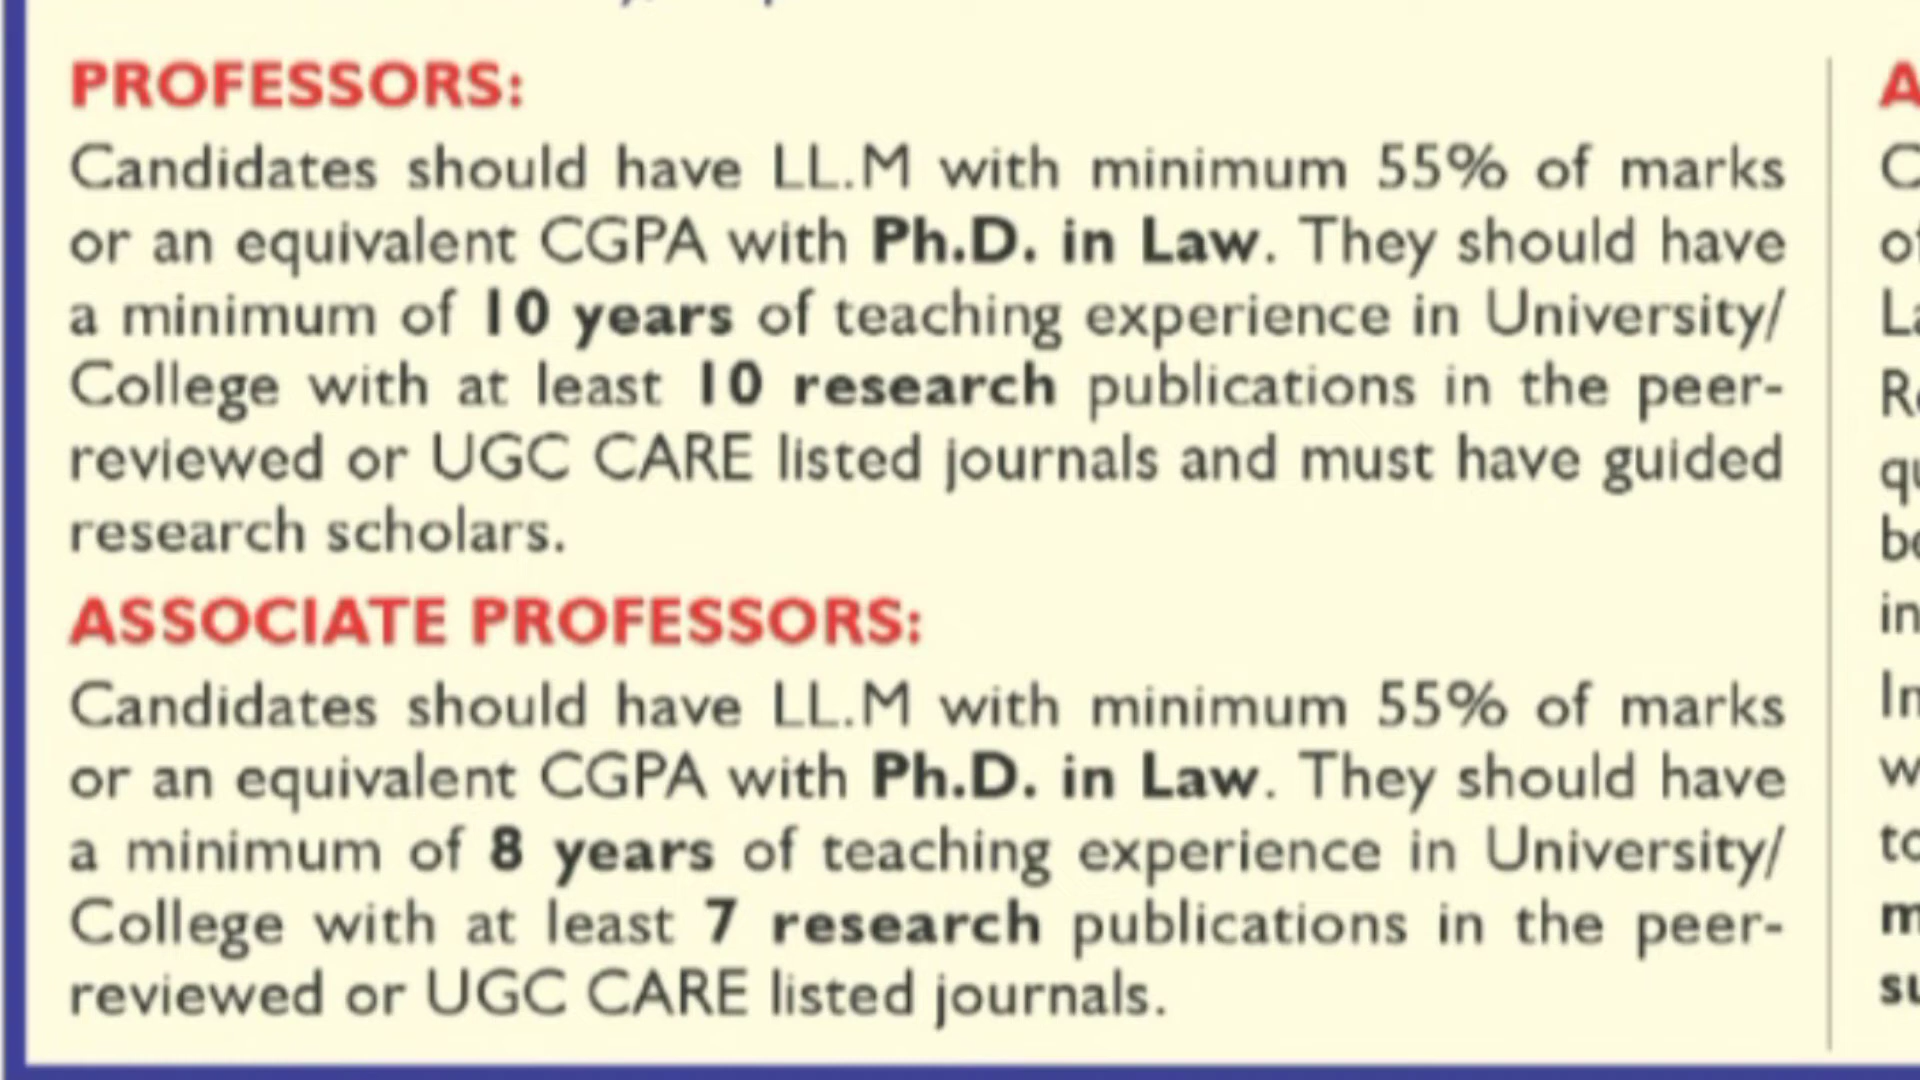 PROFESSORS:
Candidates should have LL.M with minimum 55% of marks
or an equivalent CGPA with Ph.D. in Law. They should have
a minimum of 10 years of teaching experience in University/
College with at least 10 research publications in the peer-
reviewed or UGC CARE listed journals and must have guided
research scholars.
ASSOCIATE PROFESSORS:
Candidates should have LL.M with minimum 55% of marks
or an equivalent CGPA with Ph.D. in Law. They should have
a minimum of 8 years of teaching experience in University/
College with at least 7 research publications in the peer-
reviewed or UGC CARE listed journals.